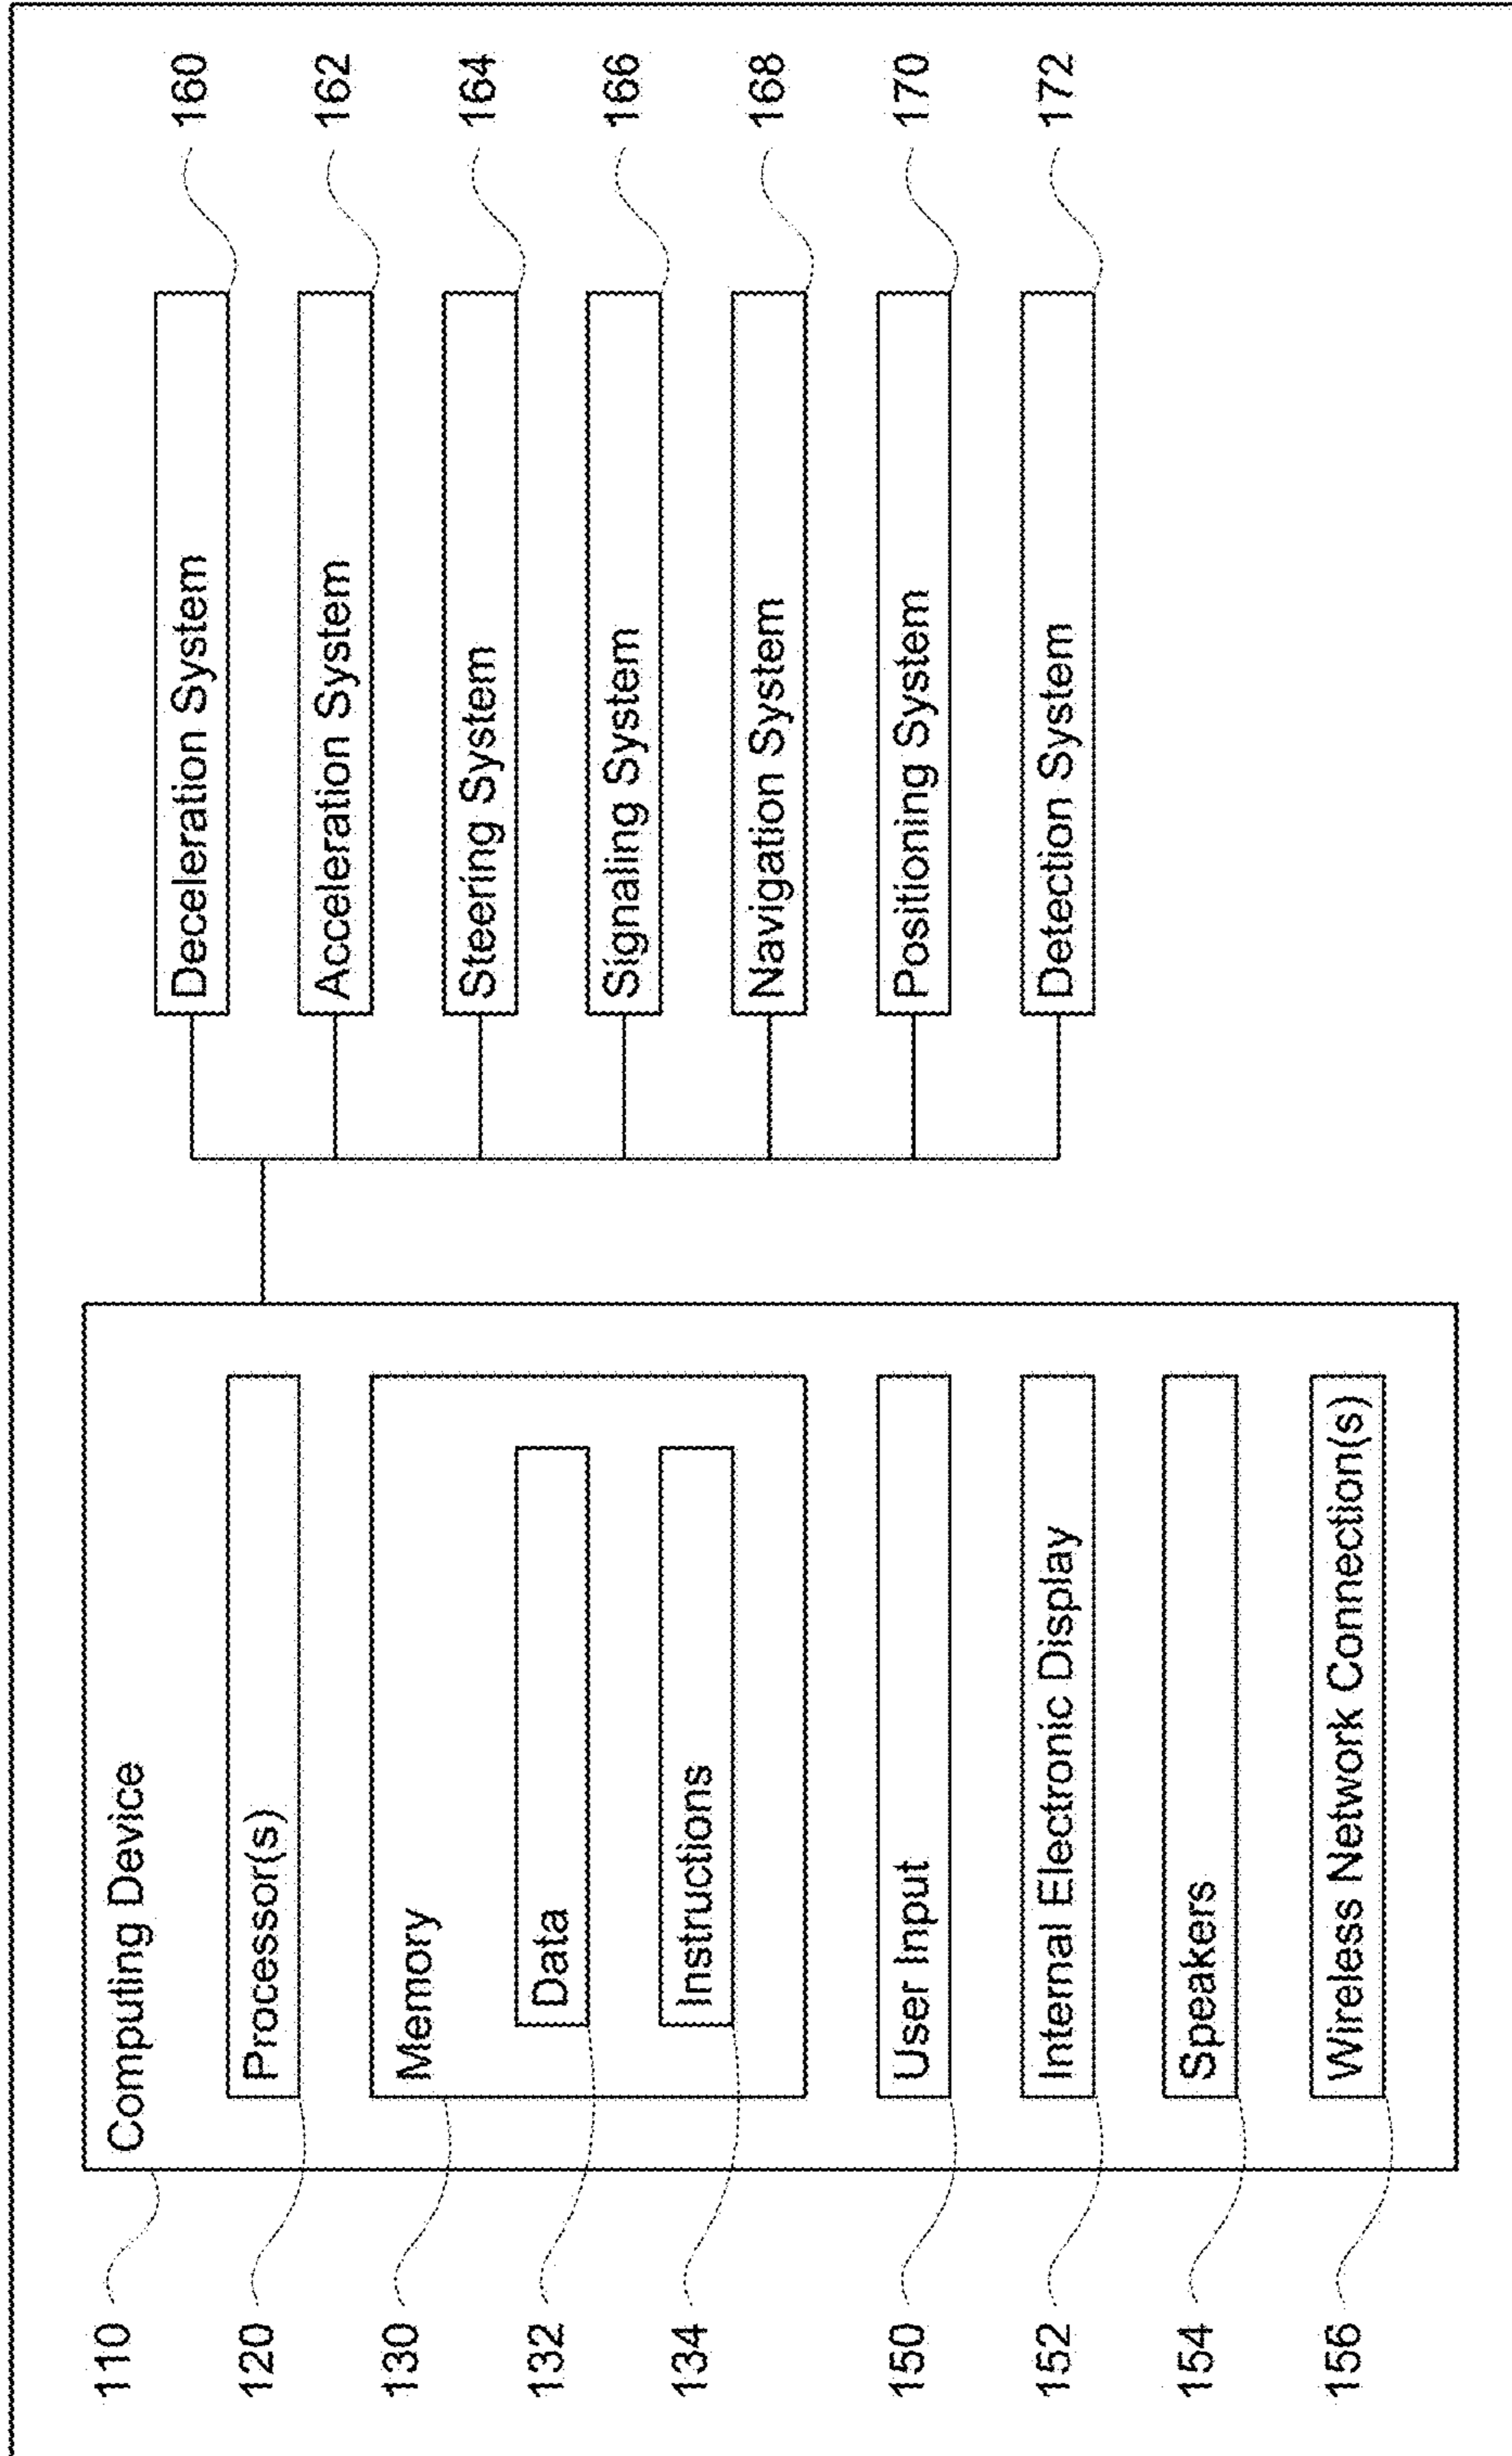 110
Computing Device
120
Processor(s)
130
Memory
132
Data
134
Instructions
150
User Input
152
Internal Electronic Display
154
Speakers
156
Wireless Network Connection(s)
Deceleration System
160
Acceleration System
162
Steering System
164
Signaling System
166
Navigation System
168
Positioning System
170
Detection System
172